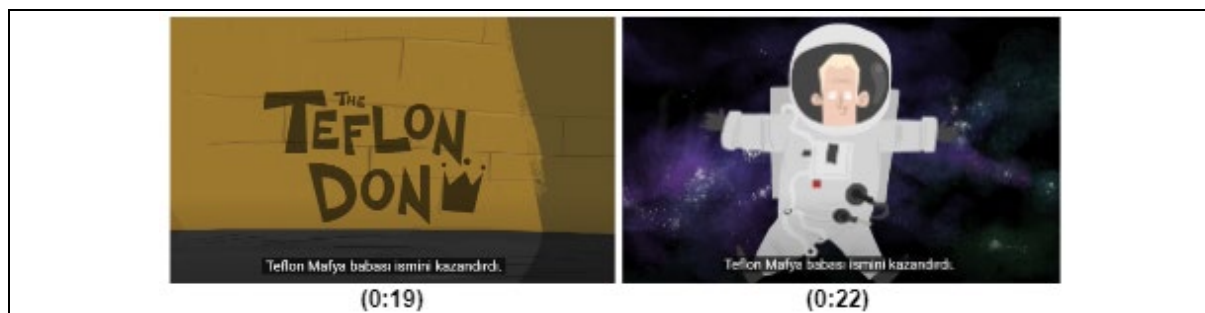 THE
TEFLON
DON
Teflon Mafya babası ismini kazandırdı.
Teflon Mafya babası ismini kazandırdı.
(0:19)
(0:22)